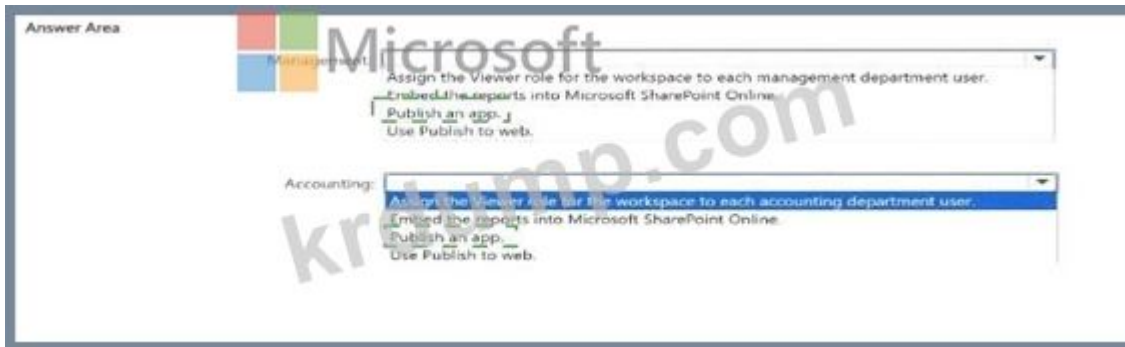 Answer Area
Microsoft
Management:
Assign the Viewer role for the workspace to each management department user.
Embed the reports into Microsoft SharePoint Online.
Publish an app.
Use Publish to web.
Accounting:
Assign the Viewer role for the workspace to each accounting department user.
Embed the reports into Microsoft SharePoint Online.
Publish an app.
Use Publish to web.
krdump.com